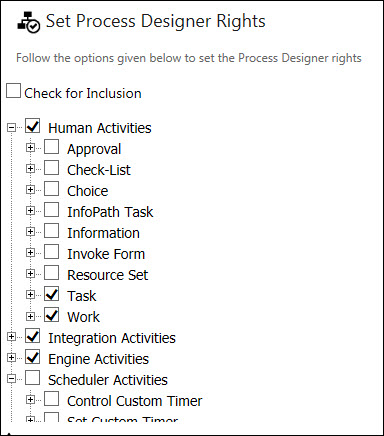 Set Process Designer Rights
Follow the options given below to set the Process Designer rights
Check for Inclusion
Human Activities
Approval
Check-List
Choice
InfoPath Task
Information
Invoke Form
Resource Set
Task
Work
Integration Activities
Engine Activities
Scheduler Activities
Control Custom Timer
Set Custom Timer